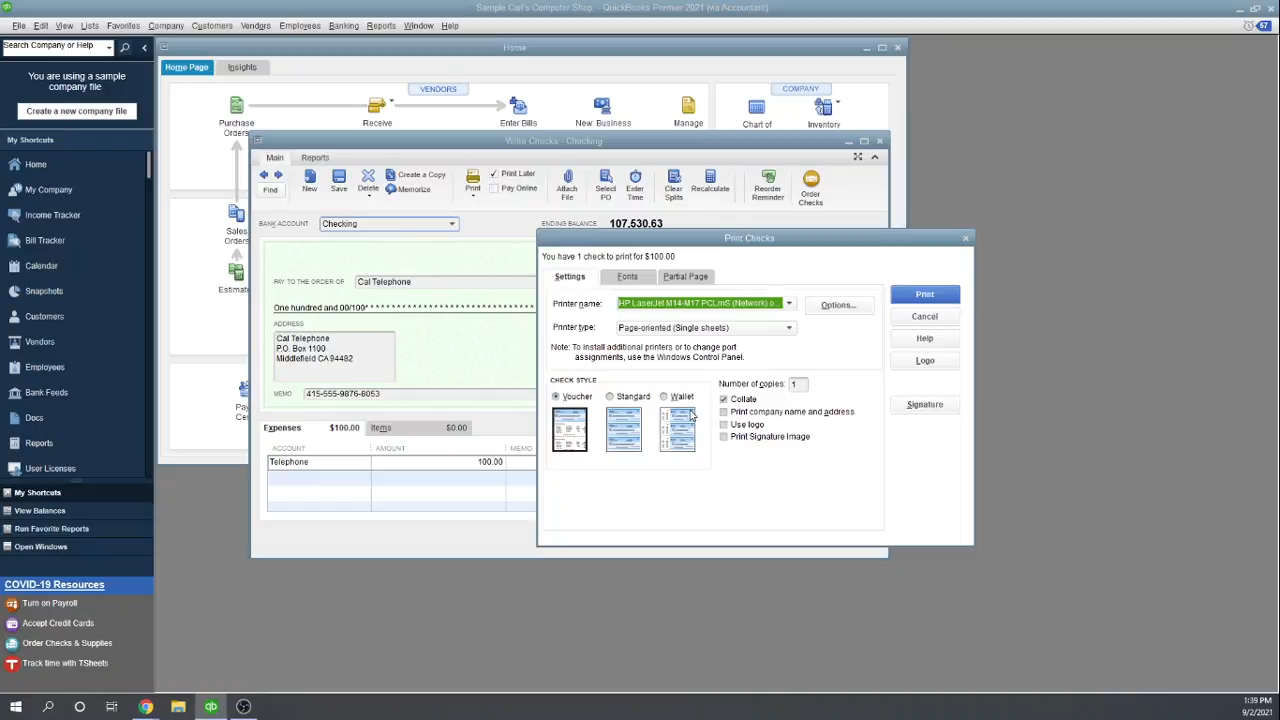 Sample Carl's Computer Shop - QuickBooks Premier 2021 (via Accountant)
File Edit View Lists Favorites Company Customers Vendors Employees Banking Reports Window Help
67
Search Company or Help
You are using a sample
company file
Create a new company file
My Shortcuts
Home
My Company
Income Tracker
Bill Tracker
Calendar
Snapshots
Customers
Vendors
Employees
Bank Feeds
Docs
Reports
User Licenses
My Shortcuts
View Balances
Run Favorite Reports
Open Windows
COVID-19 Resources
Turn on Payroll
Accept Credit Cards
Order Checks & Supplies
Track time with TSheets
Home
Home Page Insights
VENDORS
COMPANY
Purchase
Orders
Receive
Enter Bills
New Business
Manage
Chart of
Inventory
Sales
Orders
Estimate
Pay
Write Checks - Checking
Main Reports
Find
New
Save
Delete
Create a Copy
Memorize
Print
Print Later
Pay Online
Attach
File
Select
PO
Enter
Time
Clear
Splits
Recalculate
Reorder
Reminder
Order
Checks
BANK ACCOUNT Checking
ENDING BALANCE 107,530.63
PAY TO THE ORDER OF Cal Telephone
One hundred and 00/100* * * * * * * * * * * * * * * * * * * * * * * * * * * *
ADDRESS
Cal Telephone
P.O. Box 1100
Middlefield CA 94482
MEMO 415-555-9876-8053
Expenses $100.00 Items $0.00
ACCOUNT AMOUNT MEMO
Telephone 100.00
Print Checks
You have 1 check to print for $100.00
Settings Fonts Partial Page
Printer name: HP LaserJet M14-M17 PCLmS (Network) o... Options...
Printer type: Page-oriented (Single sheets)
Note: To install additional printers or to change port
assignments, use the Windows Control Panel.
CHECK STYLE
Voucher Standard Wallet
Number of copies: 1
Collate
Print company name and address
Use logo
Print Signature Image
Print
Cancel
Help
Logo
Signature
1:39 PM
9/2/2021